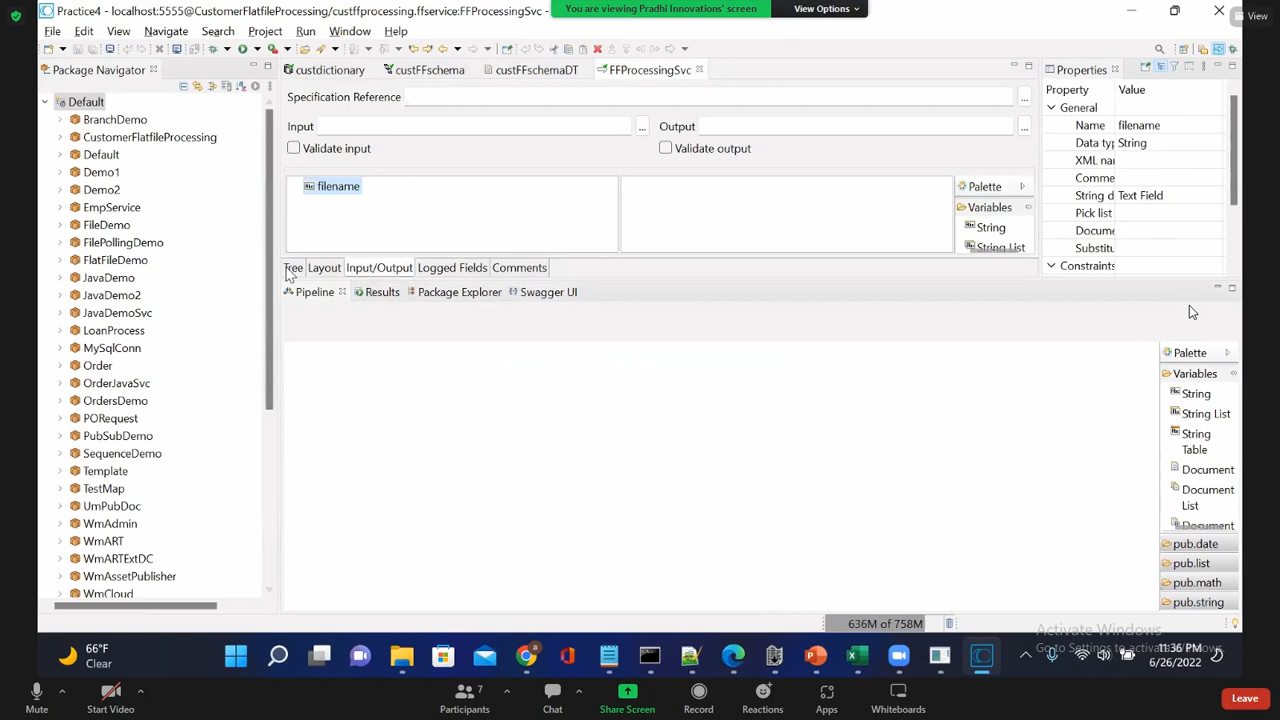 Practice4 - localhost:5555@CustomerFlatfileProcessing/custffprocessing.ffservice:FFProcessingSvc -
You are viewing Pradhi Innovations' screen
View Options
View
File Edit View Navigate Search Project Run Window Help
Package Navigator
custdictionary
custFFschema
custFFschemaDT
FFProcessingSvc
Properties
Default
BranchDemo
CustomerFlatfileProcessing
Default
Demo1
Demo2
EmpService
FileDemo
FilePollingDemo
FlatFileDemo
JavaDemo
JavaDemo2
JavaDemoSvc
LoanProcess
MySqlConn
Order
OrderJavaSvc
OrdersDemo
PORequest
PubSubDemo
SequenceDemo
Template
TestMap
UmPubDoc
WmAdmin
WmART
WmARTExtDC
WmAssetPublisher
WmCloud
Specification Reference
...
Input
...
Output
...
Validate input
Validate output
filename
Palette
Variables
String
String List
Tree Layout Input/Output Logged Fields Comments
Property Value
General
Name filename
Data typ String
XML nar
Comme
String d Text Field
Pick list
Docume
Substitu
Constraints
Pipeline
Results
Package Explorer
Swagger UI
Palette
Variables
String
String List
String
Table
Document
Document
List
Document
pub.date
pub.list
pub.math
pub.string
636M of 758M
Activate Windows
Go to Settings to activate Windows.
66°F
Clear
11:36 PM
6/26/2022
Mute
Start Video
7
Participants
Chat
Share Screen
Record
Reactions
Apps
Whiteboards
Leave